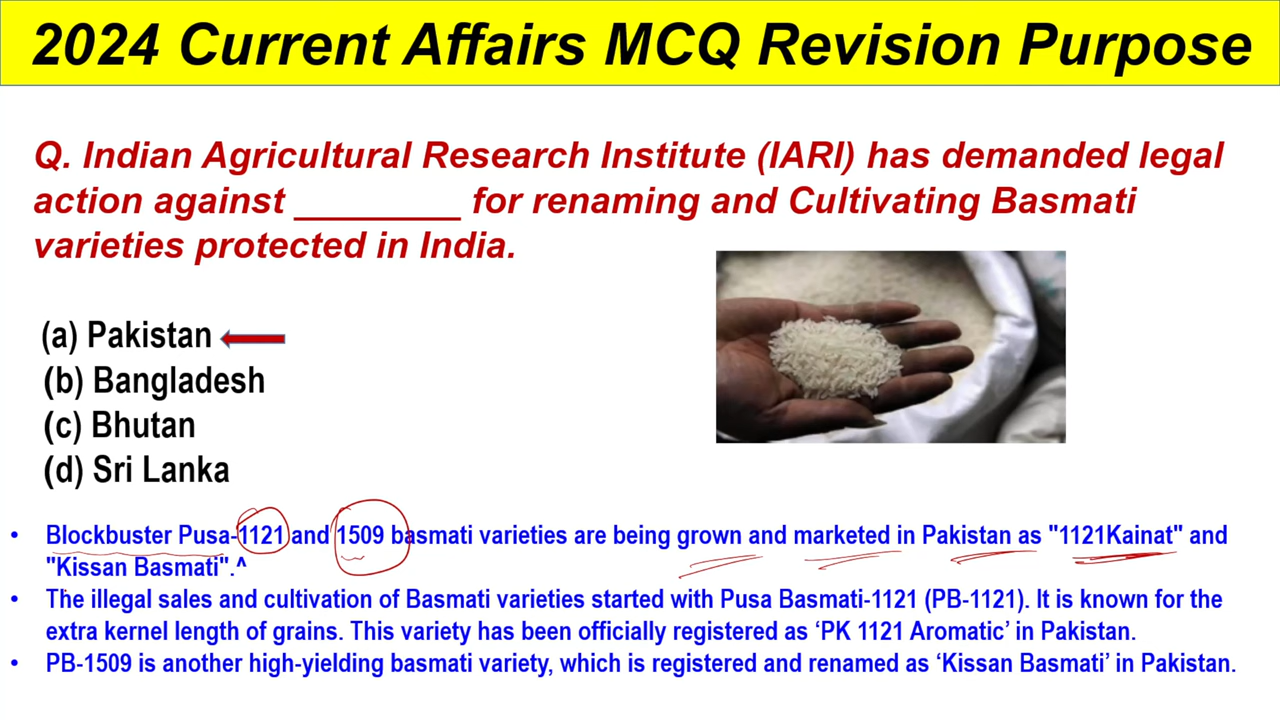 2024 Current Affairs MCQ Revision Purpose
Q. Indian Agricultural Research Institute (IARI) has demanded legal
action against ________ for renaming and Cultivating Basmati
varieties protected in India.
(a) Pakistan
(b) Bangladesh
(c) Bhutan
(d) Sri Lanka
• Blockbuster Pusa-1121 and 1509 basmati varieties are being grown and marketed in Pakistan as "1121Kainat" and
"Kissan Basmati".^
• The illegal sales and cultivation of Basmati varieties started with Pusa Basmati-1121 (PB-1121). It is known for the
extra kernel length of grains. This variety has been officially registered as ‘PK 1121 Aromatic’ in Pakistan.
• PB-1509 is another high-yielding basmati variety, which is registered and renamed as ‘Kissan Basmati’ in Pakistan.